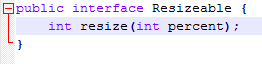 public interface Resizeable {
    int resize(int percent);
}